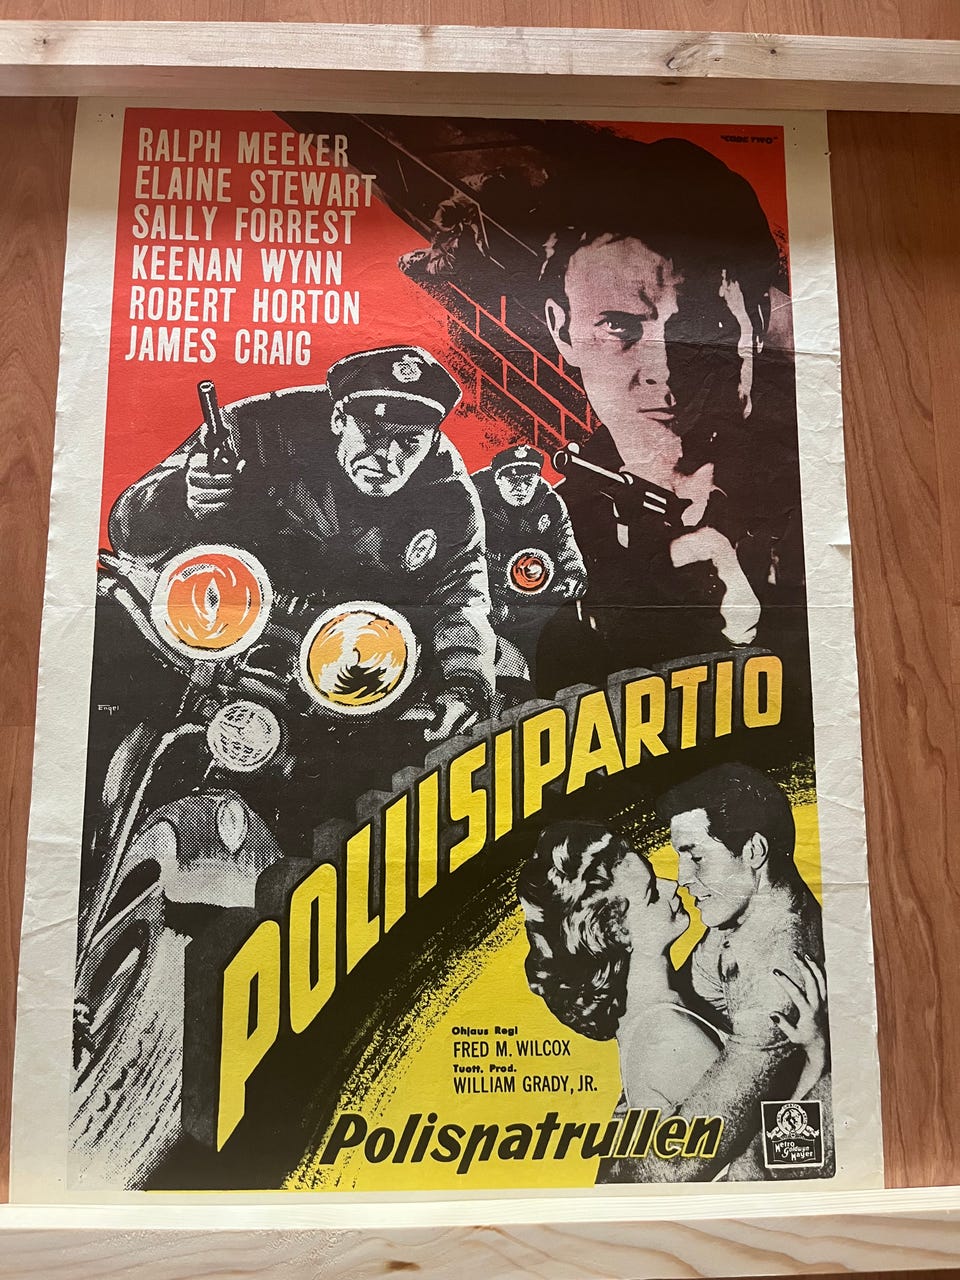 RALPH MEEKER
ELAINE STEWART
SALLY FORREST
KEENAN WYNN
ROBERT HORTON
JAMES CRAIG
"CODE TWO"
Engel
POLIISIPARTIO
Ohjaus Regi
FRED M. WILCOX
Tuott. Prod.
WILLIAM GRADY, JR.
Polispatrullen
Metro
Goldwyn
Mayer